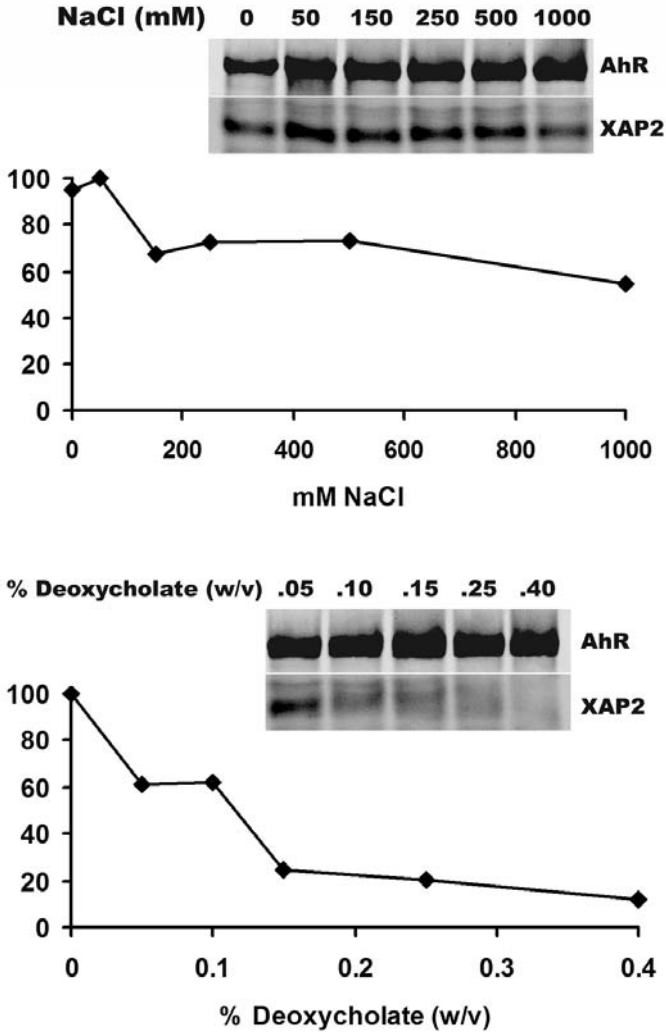 NaCl (mM) 0 50 150 250 500 1000
AhR
XAP2
100
80
60
40
20
0
0 200 400 600 800 1000
mM NaCl
% Deoxycholate (w/v) .05 .10 .15 .25 .40
AhR
XAP2
100
80
60
40
20
0
0 0.1 0.2 0.3 0.4
% Deoxycholate (w/v)